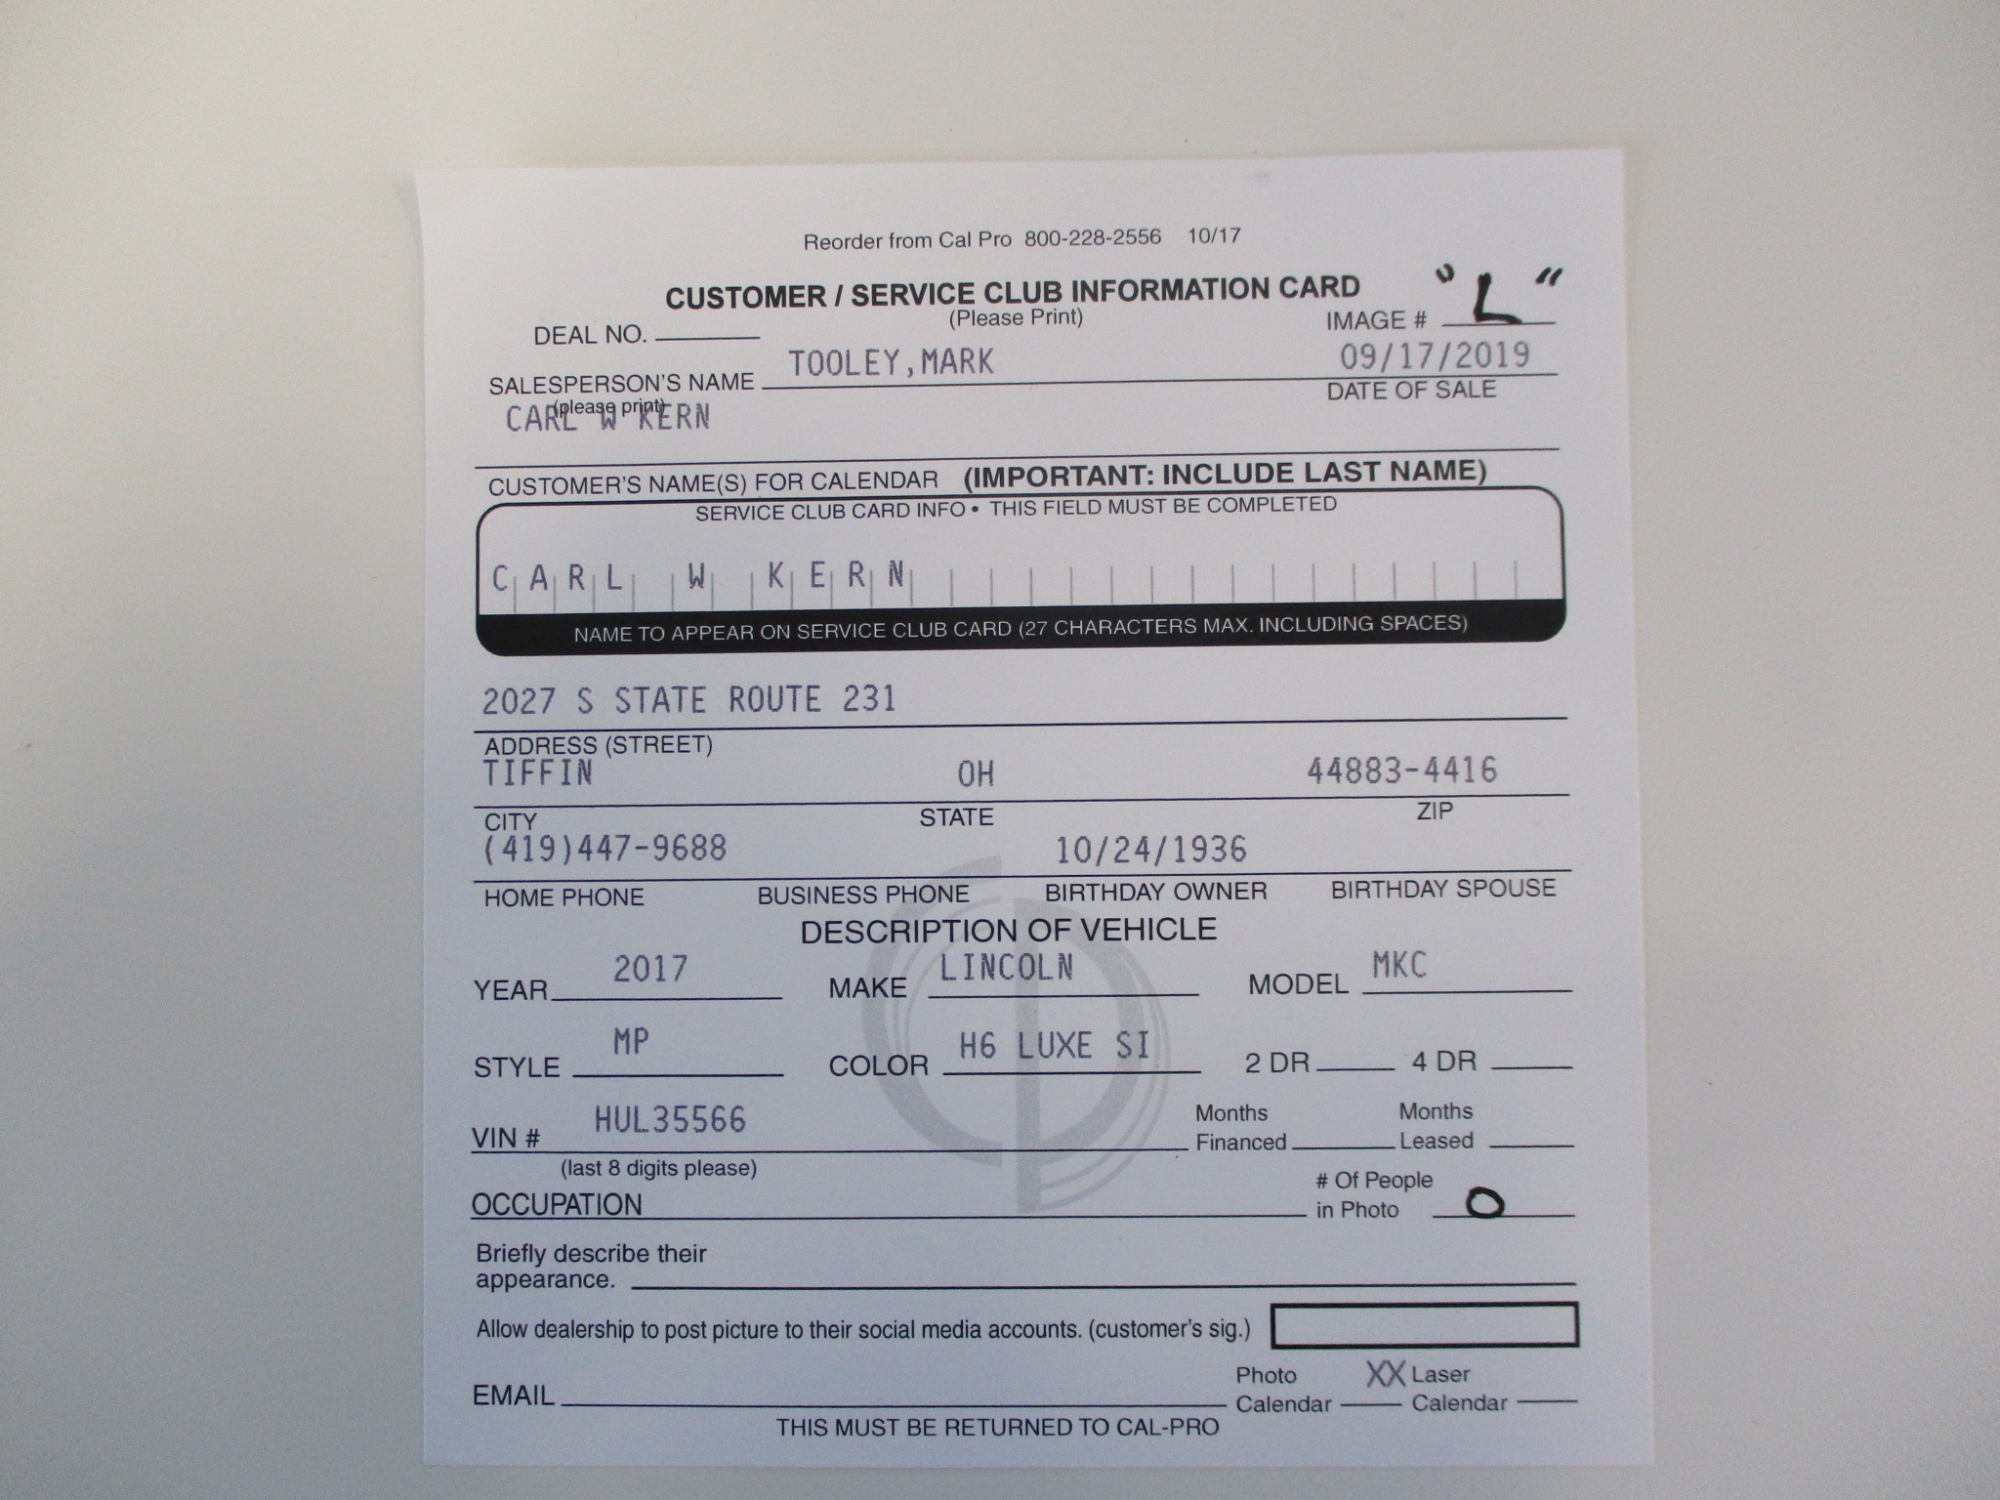 Reorder from Cal Pro 800-228-2556 10/17
CUSTOMER / SERVICE CLUB INFORMATION CARD
(Please Print)
DEAL NO.
IMAGE # "L"
TOOLEY,MARK 09/17/2019
SALESPERSON'S NAME DATE OF SALE
(please print)
CARL W KERN
CUSTOMER'S NAME(S) FOR CALENDAR (IMPORTANT: INCLUDE LAST NAME)
SERVICE CLUB CARD INFO • THIS FIELD MUST BE COMPLETED
CARL W KERN
NAME TO APPEAR ON SERVICE CLUB CARD (27 CHARACTERS MAX. INCLUDING SPACES)
2027 S STATE ROUTE 231
ADDRESS (STREET)
TIFFIN OH 44883-4416
CITY STATE ZIP
(419)447-9688 10/24/1936
HOME PHONE BUSINESS PHONE BIRTHDAY OWNER BIRTHDAY SPOUSE
DESCRIPTION OF VEHICLE
YEAR 2017 MAKE LINCOLN MODEL MKC
STYLE MP COLOR H6 LUXE SI 2 DR 4 DR
VIN # HUL35566 Months Financed Months Leased
(last 8 digits please)
OCCUPATION # Of People in Photo O
Briefly describe their
appearance.
Allow dealership to post picture to their social media accounts. (customer's sig.)
EMAIL Photo Calendar XX Laser Calendar
THIS MUST BE RETURNED TO CAL-PRO